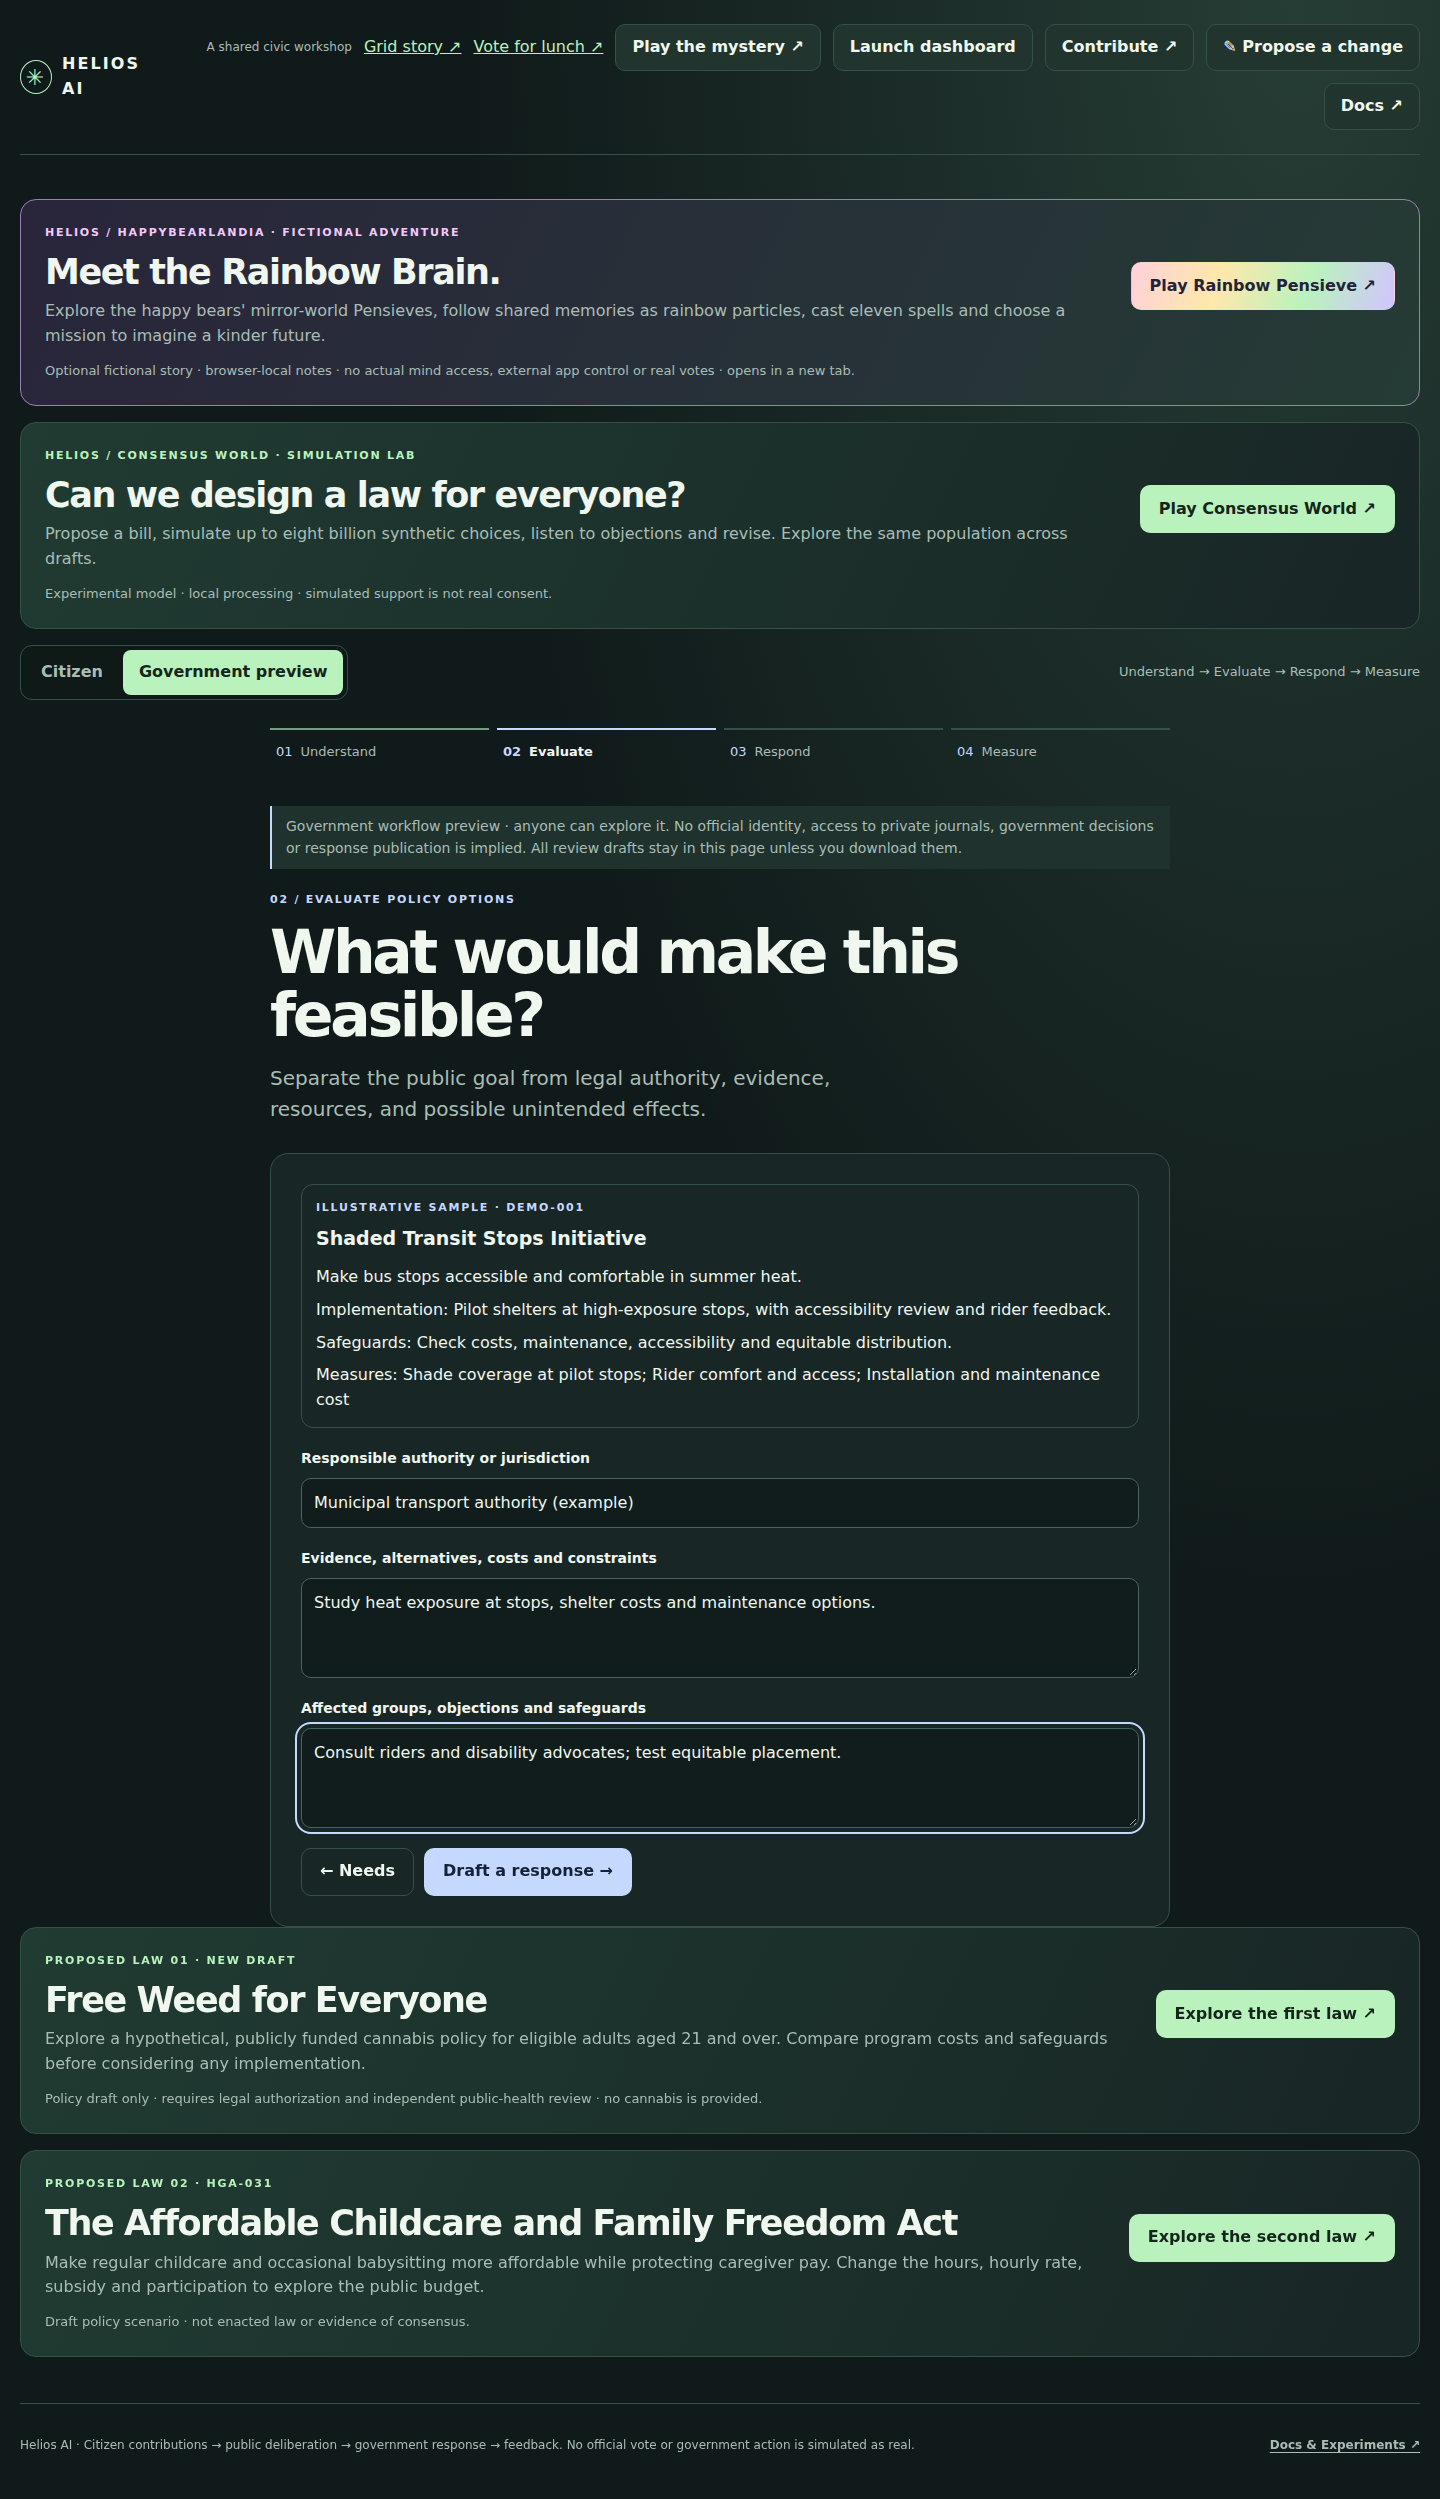 HELIOS
AI
A shared civic workshop
Grid story ↗
Vote for lunch ↗
Play the mystery ↗
Launch dashboard
Contribute ↗
✎ Propose a change
Docs ↗
HELIOS / HAPPYBEARLANDIA · FICTIONAL ADVENTURE
Meet the Rainbow Brain.
Explore the happy bears' mirror-world Pensieves, follow shared memories as rainbow particles, cast eleven spells and choose a
mission to imagine a kinder future.
Optional fictional story · browser-local notes · no actual mind access, external app control or real votes · opens in a new tab.
Play Rainbow Pensieve ↗
HELIOS / CONSENSUS WORLD · SIMULATION LAB
Can we design a law for everyone?
Propose a bill, simulate up to eight billion synthetic choices, listen to objections and revise. Explore the same population across
drafts.
Experimental model · local processing · simulated support is not real consent.
Play Consensus World ↗
Citizen
Government preview
Understand → Evaluate → Respond → Measure
01 Understand
02 Evaluate
03 Respond
04 Measure
Government workflow preview · anyone can explore it. No official identity, access to private journals, government decisions
or response publication is implied. All review drafts stay in this page unless you download them.
02 / EVALUATE POLICY OPTIONS
What would make this
feasible?
Separate the public goal from legal authority, evidence,
resources, and possible unintended effects.
ILLUSTRATIVE SAMPLE · DEMO-001
Shaded Transit Stops Initiative
Make bus stops accessible and comfortable in summer heat.
Implementation: Pilot shelters at high-exposure stops, with accessibility review and rider feedback.
Safeguards: Check costs, maintenance, accessibility and equitable distribution.
Measures: Shade coverage at pilot stops; Rider comfort and access; Installation and maintenance
cost
Responsible authority or jurisdiction
Municipal transport authority (example)
Evidence, alternatives, costs and constraints
Study heat exposure at stops, shelter costs and maintenance options.
Affected groups, objections and safeguards
Consult riders and disability advocates; test equitable placement.
← Needs
Draft a response →
PROPOSED LAW 01 · NEW DRAFT
Free Weed for Everyone
Explore a hypothetical, publicly funded cannabis policy for eligible adults aged 21 and over. Compare program costs and safeguards
before considering any implementation.
Policy draft only · requires legal authorization and independent public-health review · no cannabis is provided.
Explore the first law ↗
PROPOSED LAW 02 · HGA-031
The Affordable Childcare and Family Freedom Act
Make regular childcare and occasional babysitting more affordable while protecting caregiver pay. Change the hours, hourly rate,
subsidy and participation to explore the public budget.
Draft policy scenario · not enacted law or evidence of consensus.
Explore the second law ↗
Helios AI · Citizen contributions → public deliberation → government response → feedback. No official vote or government action is simulated as real.
Docs & Experiments ↗